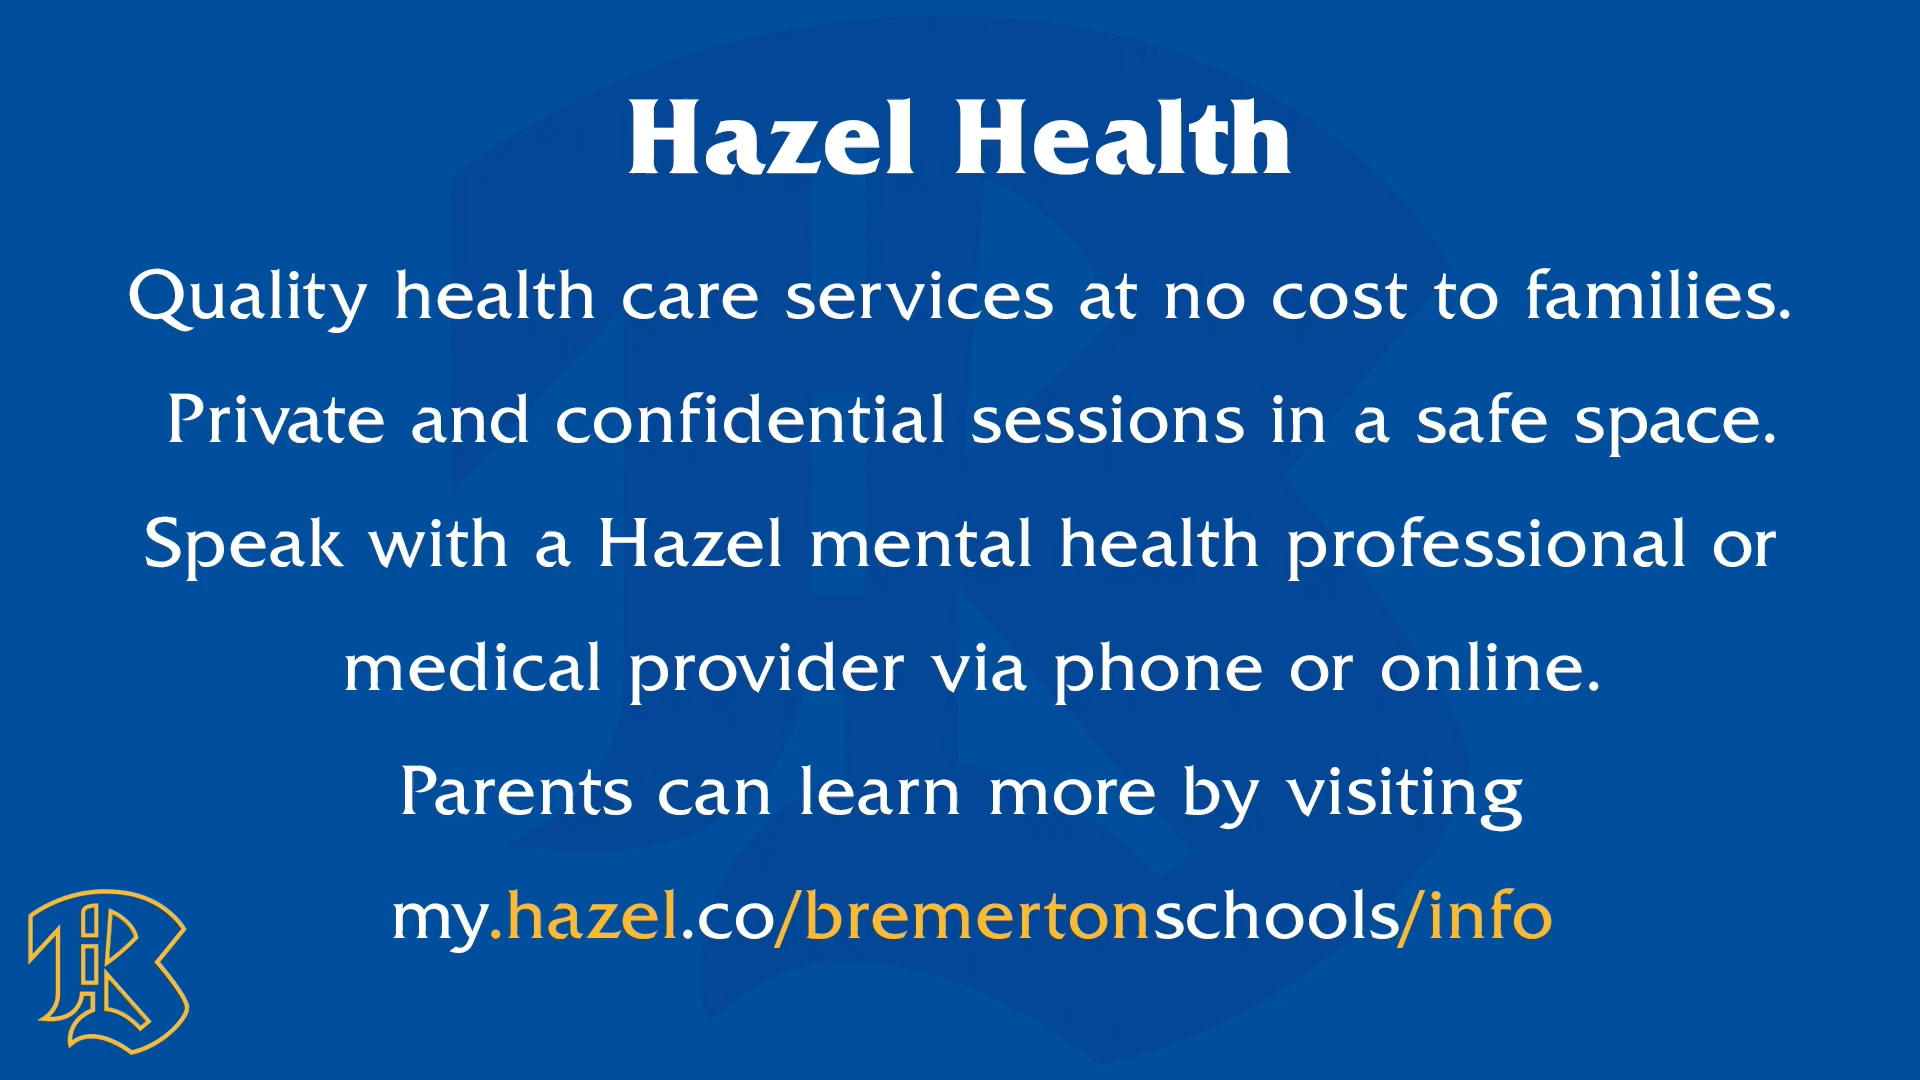 Hazel Health
Quality health care services at no cost to families.
Private and confidential sessions in a safe space.
Speak with a Hazel mental health professional or
medical provider via phone or online.
Parents can learn more by visiting
my.hazel.co/bremertonschools/info
B